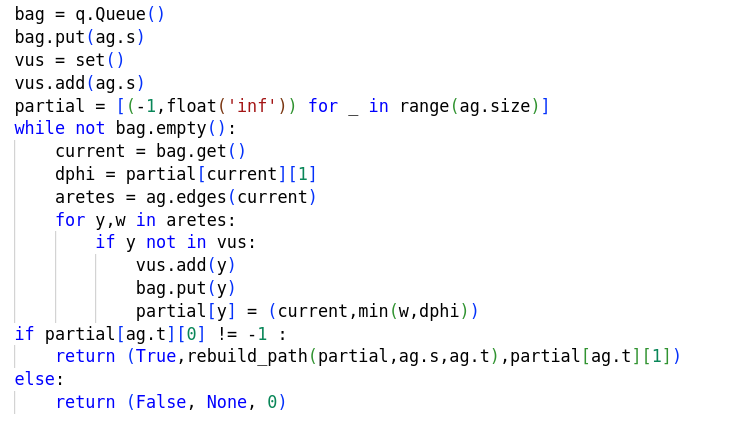 bag = q.Queue()
bag.put(ag.s)
vus = set()
vus.add(ag.s)
partial = [(-1,float('inf')) for _ in range(ag.size)]
while not bag.empty():
    current = bag.get()
    dphi = partial[current][1]
    aretes = ag.edges(current)
    for y,w in aretes:
        if y not in vus:
            vus.add(y)
            bag.put(y)
            partial[y] = (current,min(w,dphi))
if partial[ag.t][0] != -1 :
    return (True,rebuild_path(partial,ag.s,ag.t),partial[ag.t][1])
else:
    return (False, None, 0)